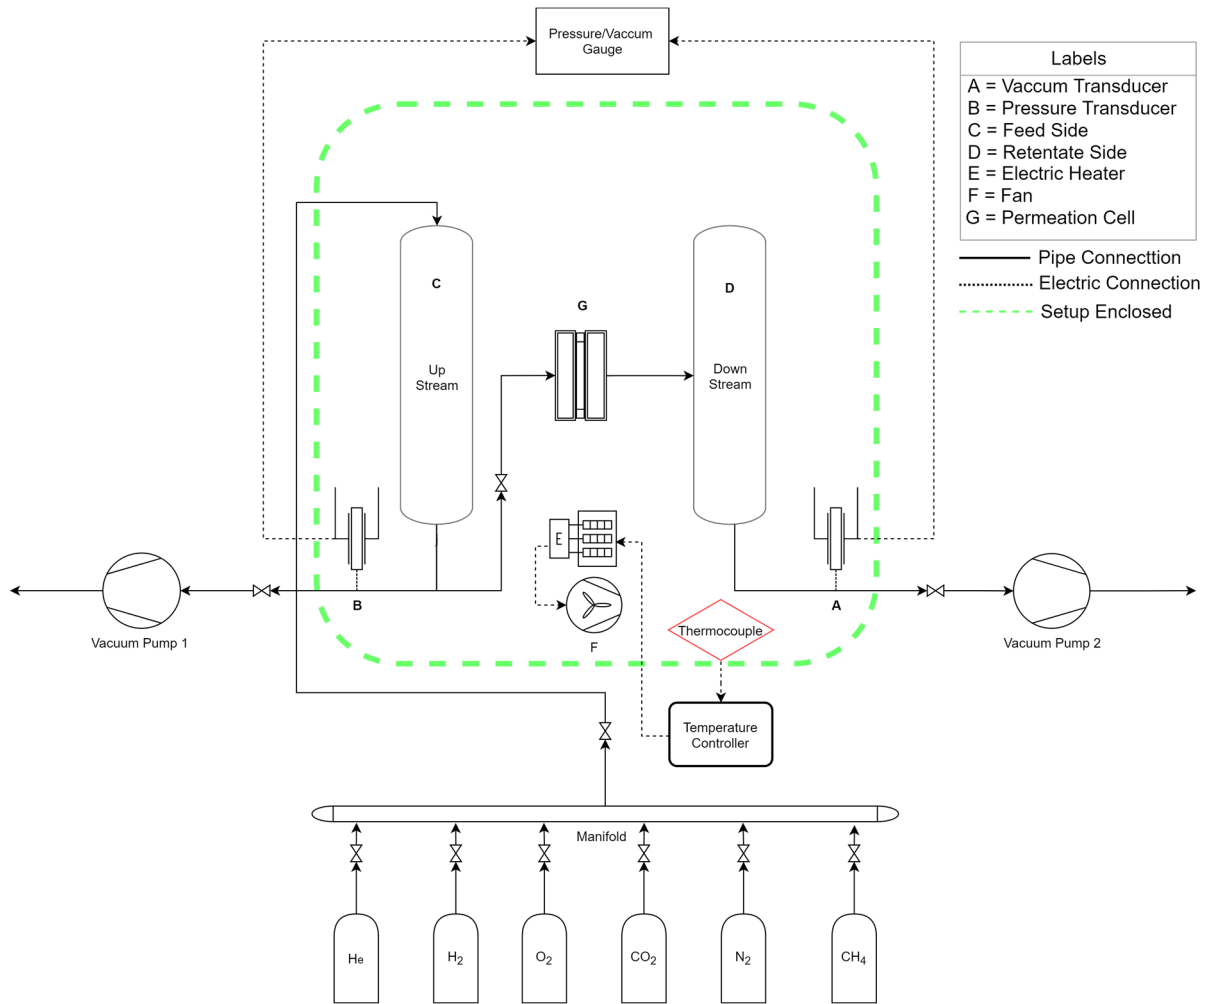 Pressure/Vaccum
Gauge
Labels
A = Vaccum Transducer
B = Pressure Transducer
C = Feed Side
D = Retentate Side
E = Electric Heater
F = Fan
G = Permeation Cell
Pipe Connecttion
Electric Connection
Setup Enclosed
C
Up
Stream
G
D
Down
Stream
E
B
A
F
Vacuum Pump 1
Vacuum Pump 2
Thermocouple
Temperature
Controller
Manifold
He
H2
O2
CO2
N2
CH4